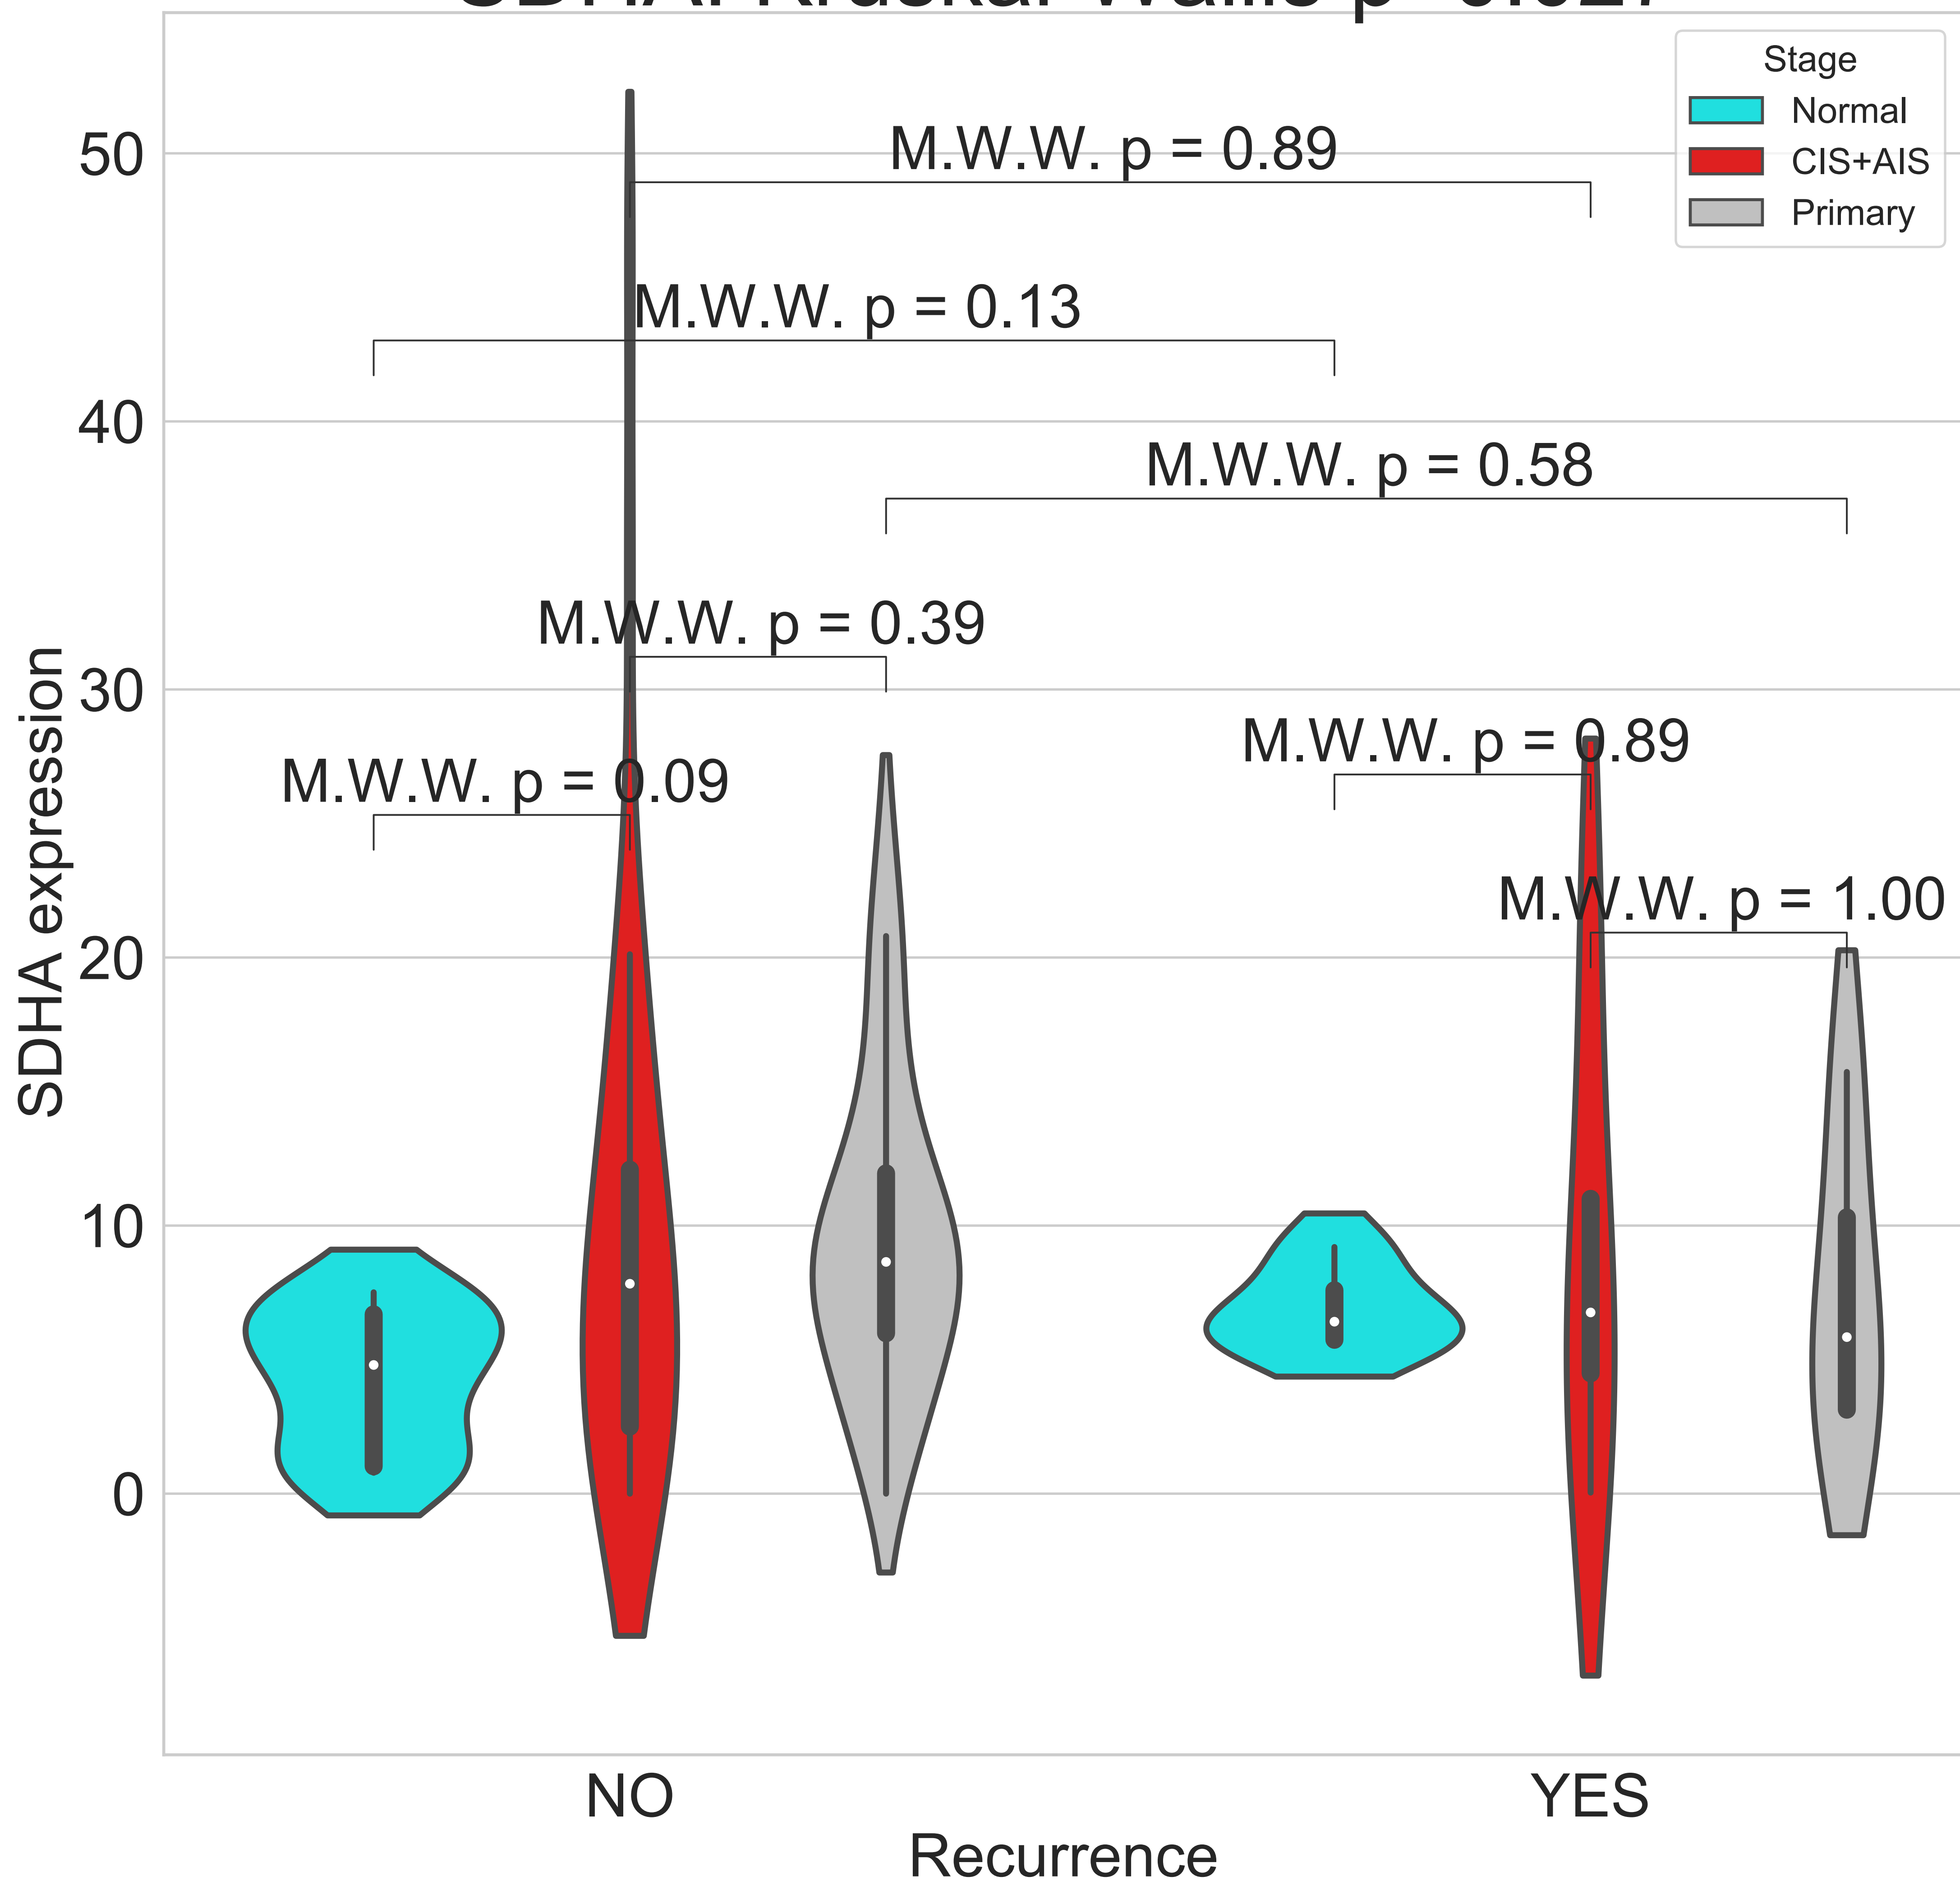 Stage
Normal
CIS+AIS
Primary
M.W.W. p = 0.89
M.W.W. p = 0.13
M.W.W. p = 0.58
M.W.W. p = 0.39
M.W.W. p = 0.89
M.W.W. p = 0.09
M.W.W. p = 1.00
SDHA expression
50
40
30
20
10
0
NO YES
Recurrence